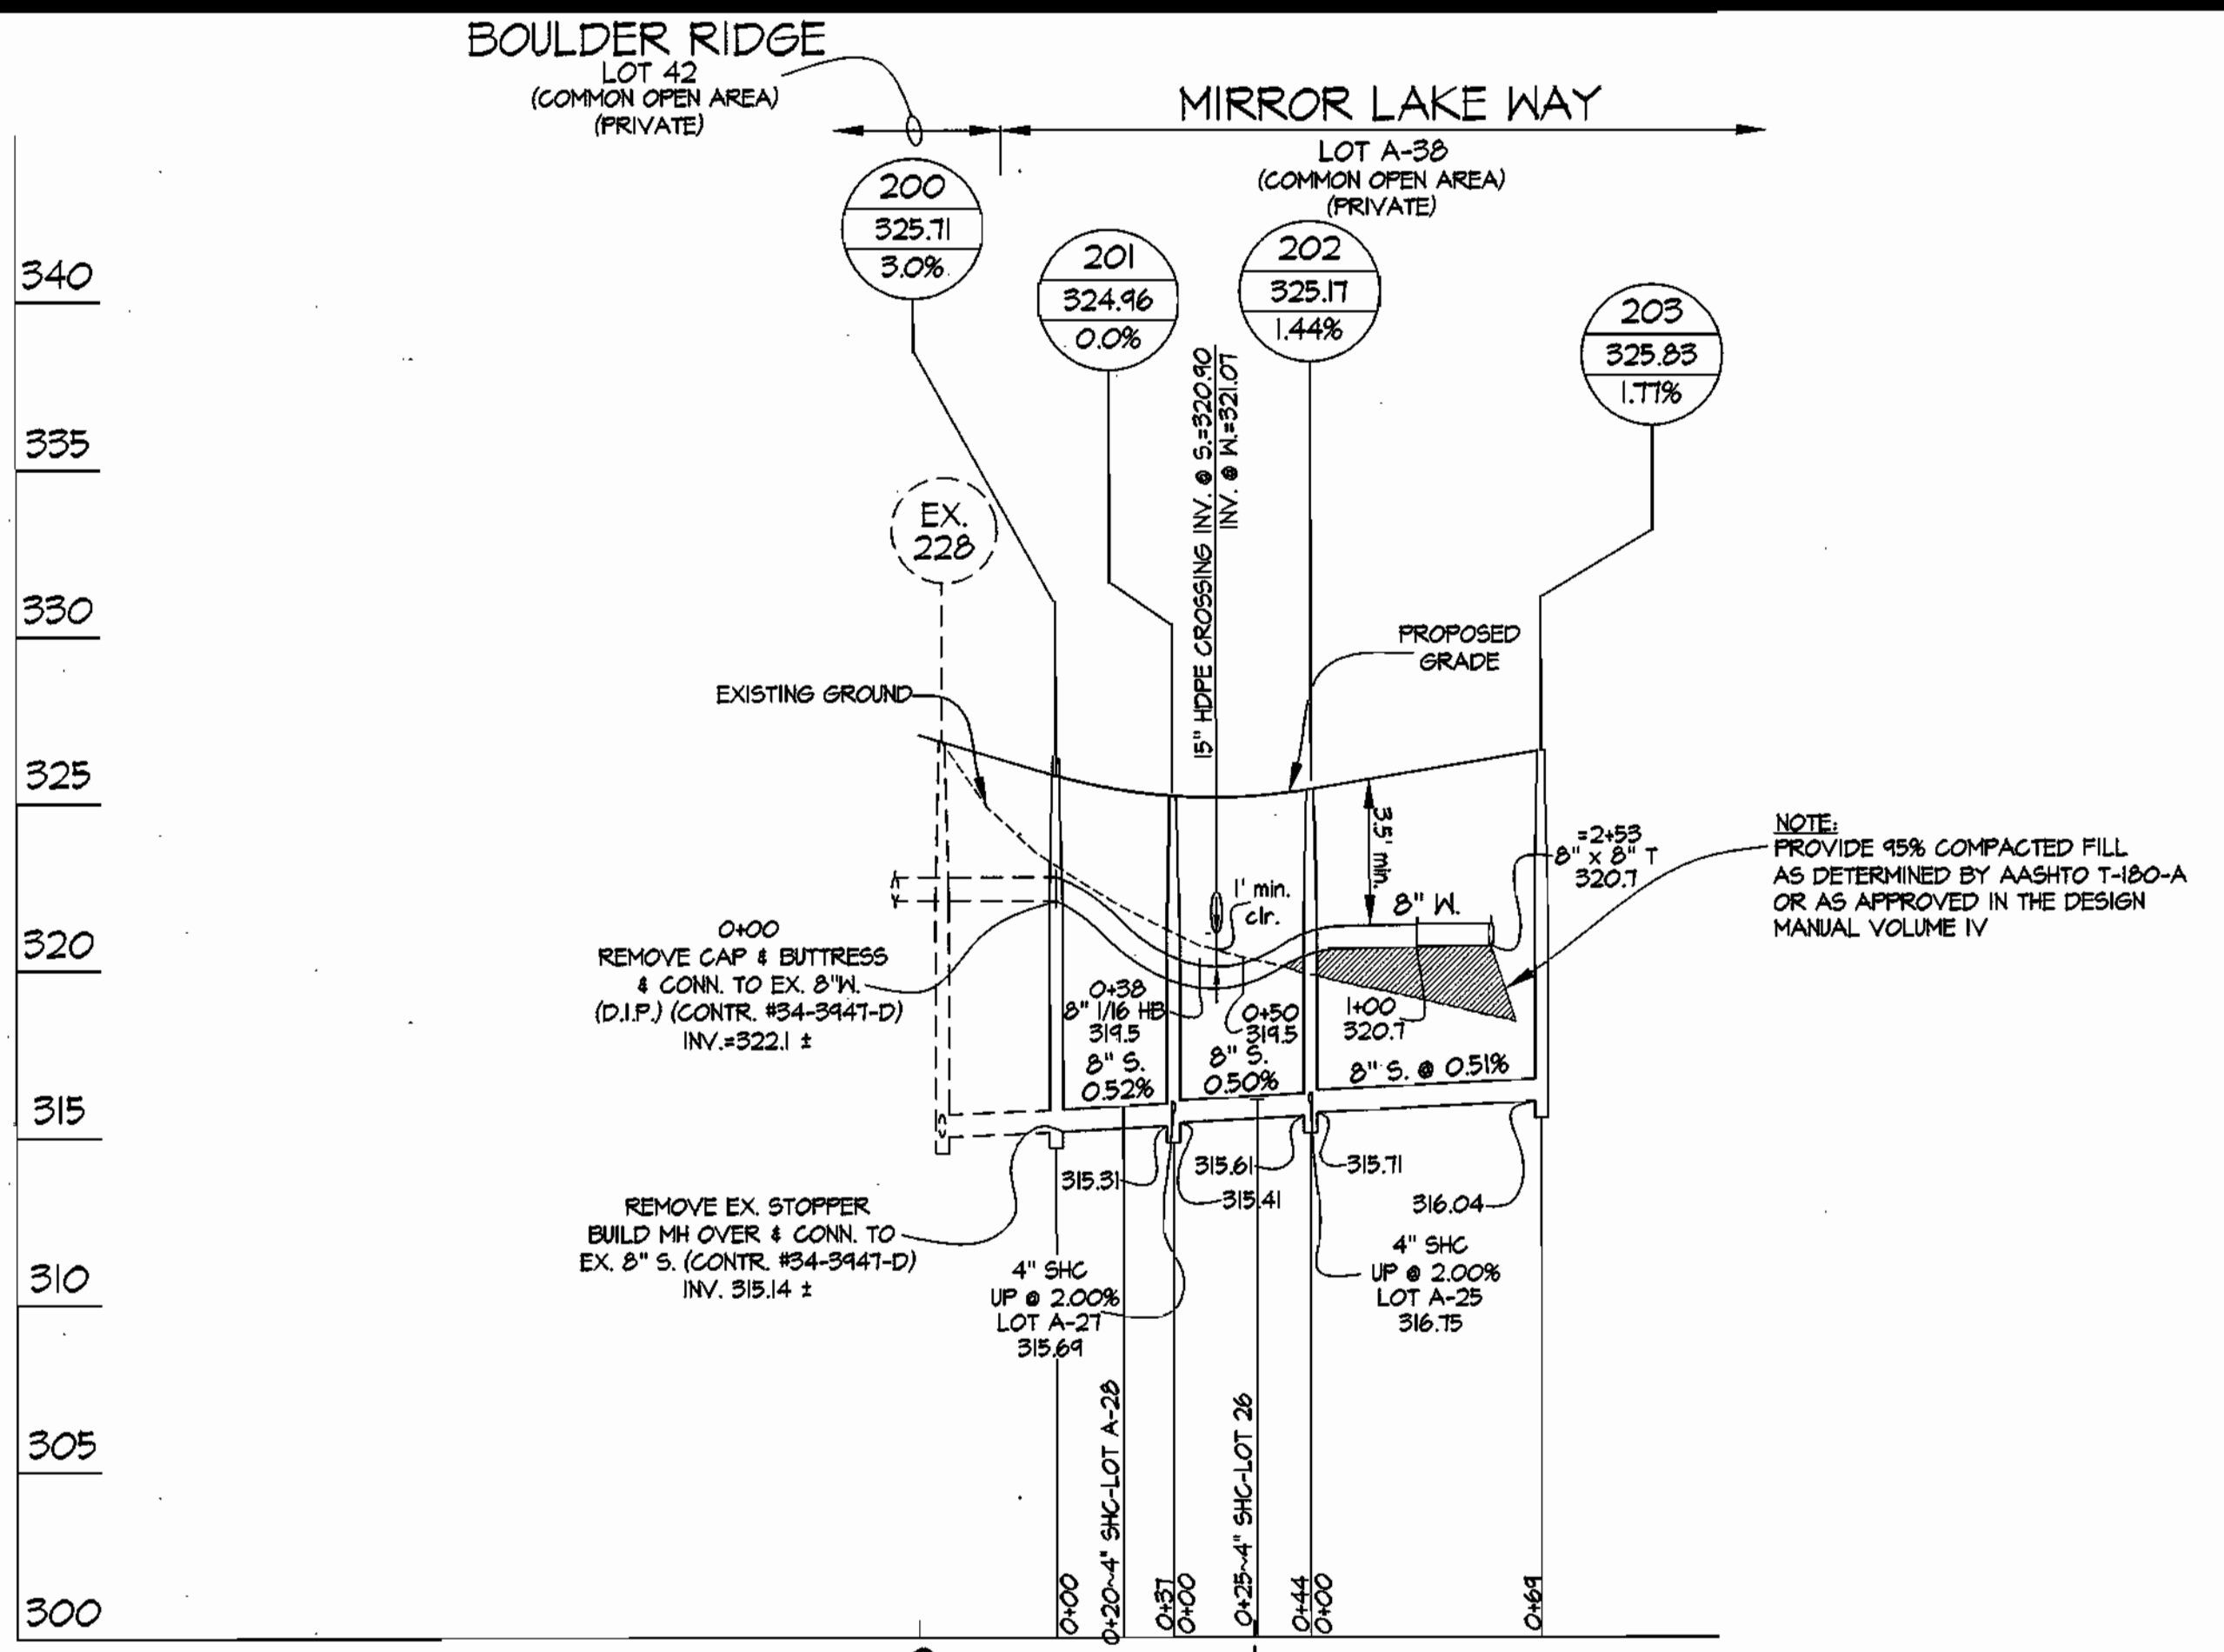 BOULDER RIDGE
LOT 42
(COMMON OPEN AREA)
(PRIVATE)
MIRROR LAKE WAY
LOT A-38
(COMMON OPEN AREA)
(PRIVATE)
200
325.71
3.0%
201
324.96
0.0%
202
325.17
1.44%
203
325.83
1.77%
340
335
330
325
320
315
310
305
300
EX.
228
15" HDPE CROSSING INV. @ S.=320.90
INV. @ W.=321.07
PROPOSED
GRADE
EXISTING GROUND
3.5' min.
1' min.
clr.
8" W.
=2+53
8" x 8" T
320.7
NOTE:
PROVIDE 95% COMPACTED FILL
AS DETERMINED BY AASHTO T-180-A
OR AS APPROVED IN THE DESIGN
MANUAL VOLUME IV
0+00
REMOVE CAP & BUTTRESS
& CONN. TO EX. 8"W.
(D.I.P.) (CONTR. #34-3947-D)
INV.=322.1 ±
0+38
8" 1/16 HB
319.5
8" S.
0.52%
0+50
319.5
8" S.
0.50%
1+00
320.7
8" S. @ 0.51%
315.31
315.61
315.41
315.71
316.04
REMOVE EX. STOPPER
BUILD MH OVER & CONN. TO
EX. 8" S. (CONTR. #34-3947-D)
INV. 315.14 ±
4" SHC
UP @ 2.00%
LOT A-27
315.69
4" SHC
UP @ 2.00%
LOT A-25
316.75
0+00
0+20~4" SHC-LOT A-28
0+37
0+00
0+25~4" SHC-LOT 26
0+44
0+00
0+69